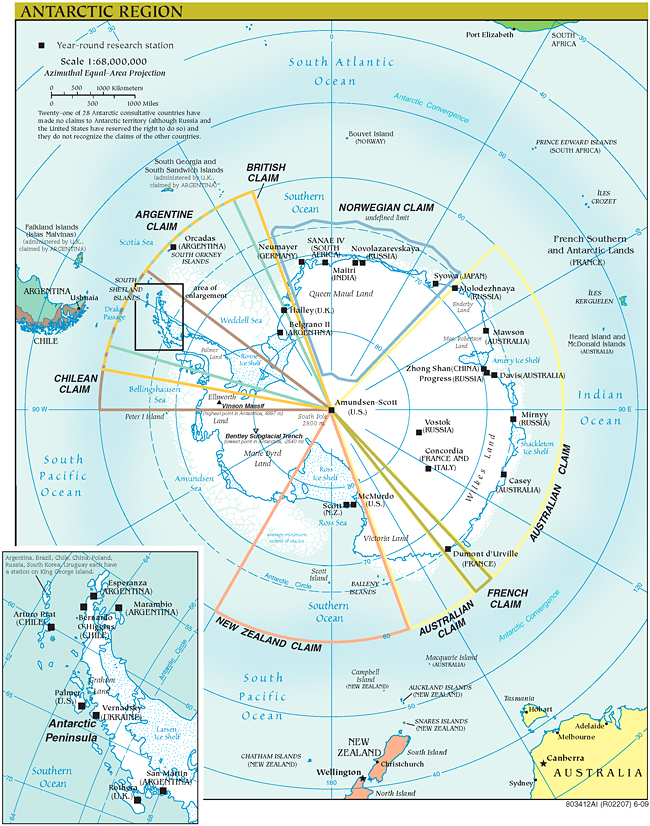 ANTARCTIC REGION
Year-round research station
Scale 1:68,000,000
Azimuthal Equal-Area Projection
0 500 1000 Kilometers
0 500 1000 Miles
Twenty-one of 28 Antarctic consultative countries have
made no claims to Antarctic territory (although Russia and
the United States have reserved the right to do so) and
they do not recognize the claims of the other countries.
Port Elizabeth
SOUTH
AFRICA
South Atlantic
Ocean
Antarctic Convergence
Bouvet Island
(NORWAY)
PRINCE EDWARD ISLANDS
(SOUTH AFRICA)
ÎLES
CROZET
South Georgia and
South Sandwich Islands
(administered by U.K.,
claimed by ARGENTINA)
BRITISH
CLAIM
Southern
Ocean
NORWEGIAN CLAIM
undefined limit
ARGENTINE
CLAIM
Falkland Islands
(Islas Malvinas)
(administered by U.K.,
claimed by ARGENTINA)
Scotia Sea
Orcadas
(ARGENTINA)
SOUTH ORKNEY
ISLANDS
Neumayer
(GERMANY)
SANAE IV
(SOUTH
AFRICA)
Novolazarevskaya
(RUSSIA)
Maitri
(INDIA)
French Southern
and Antarctic Lands
(FRANCE)
Syowa (JAPAN)
Molodezhnaya
(RUSSIA)
ÎLES
KERGUELEN
ARGENTINA
Ushuaia
CHILE
SOUTH
SHETLAND
ISLANDS
Drake
Passage
area of
enlargement
Queen Maud Land
Enderby
Land
Halley (U.K.)
Weddell Sea
Belgrano II
(ARGENTINA)
Mac. Robertson
Land
Mawson
(AUSTRALIA)
Heard Island and
McDonald Islands
(AUSTRALIA)
Palmer
Land
Ronne
Ice Shelf
Amery Ice Shelf
Zhong Shan (CHINA)
Progress (RUSSIA)
Davis (AUSTRALIA)
CHILEAN
CLAIM
Bellingshausen
Sea
Ellsworth
Land
Vinson Massif
(highest point in Antarctica, 4897 m)
Amundsen-Scott
(U.S.)
South Pole
2800 m
Indian
Ocean
90 W
90 E
Peter I Island
Mirnyy
(RUSSIA)
Vostok
(RUSSIA)
Bentley Subglacial Trench
(lowest point in Antarctica, -2540 m)
Marie Byrd
Land
Shackleton
Ice Shelf
Concordia
(FRANCE AND
ITALY)
Wilkes Land
South
Pacific
Ocean
Amundsen
Sea
Ross
Ice Shelf
Casey
(AUSTRALIA)
AUSTRALIAN CLAIM
McMurdo
(U.S.)
Scott
(N.Z.)
Ross Sea
average minimum
extent of sea ice
Victoria Land
Dumont d'Urville
(FRANCE)
Scott
Island
Antarctic Circle
BALLENY
ISLANDS
FRENCH
CLAIM
Southern
Ocean
AUSTRALIAN
CLAIM
NEW ZEALAND CLAIM
Antarctic Convergence
120
60
Macquarie Island
(AUSTRALIA)
South
Pacific
Ocean
Campbell
Island
(NEW ZEALAND)
AUCKLAND ISLANDS
(NEW ZEALAND)
SNARES ISLANDS
(NEW ZEALAND)
Tasmania
Hobart
Adelaide
Melbourne
NEW
ZEALAND
South Island
Christchurch
CHATHAM ISLANDS
(NEW ZEALAND)
Wellington
North Island
Canberra
AUSTRALIA
Sydney
180
Argentina, Brazil, Chile, China, Poland,
Russia, South Korea, Uruguay each have
a station on King George Island.
Esperanza
(ARGENTINA)
Marambio
(ARGENTINA)
Arturo Prat
(CHILE)
Bernardo
O'Higgins
(CHILE)
Antarctic Circle
Graham
Land
Palmer
(U.S.)
Vernadsky
(UKRAINE)
Antarctic
Peninsula
Larsen
Ice Shelf
Southern
Ocean
San Martin
(ARGENTINA)
Rothera
(U.K.)
803412AI (R02207) 6-09